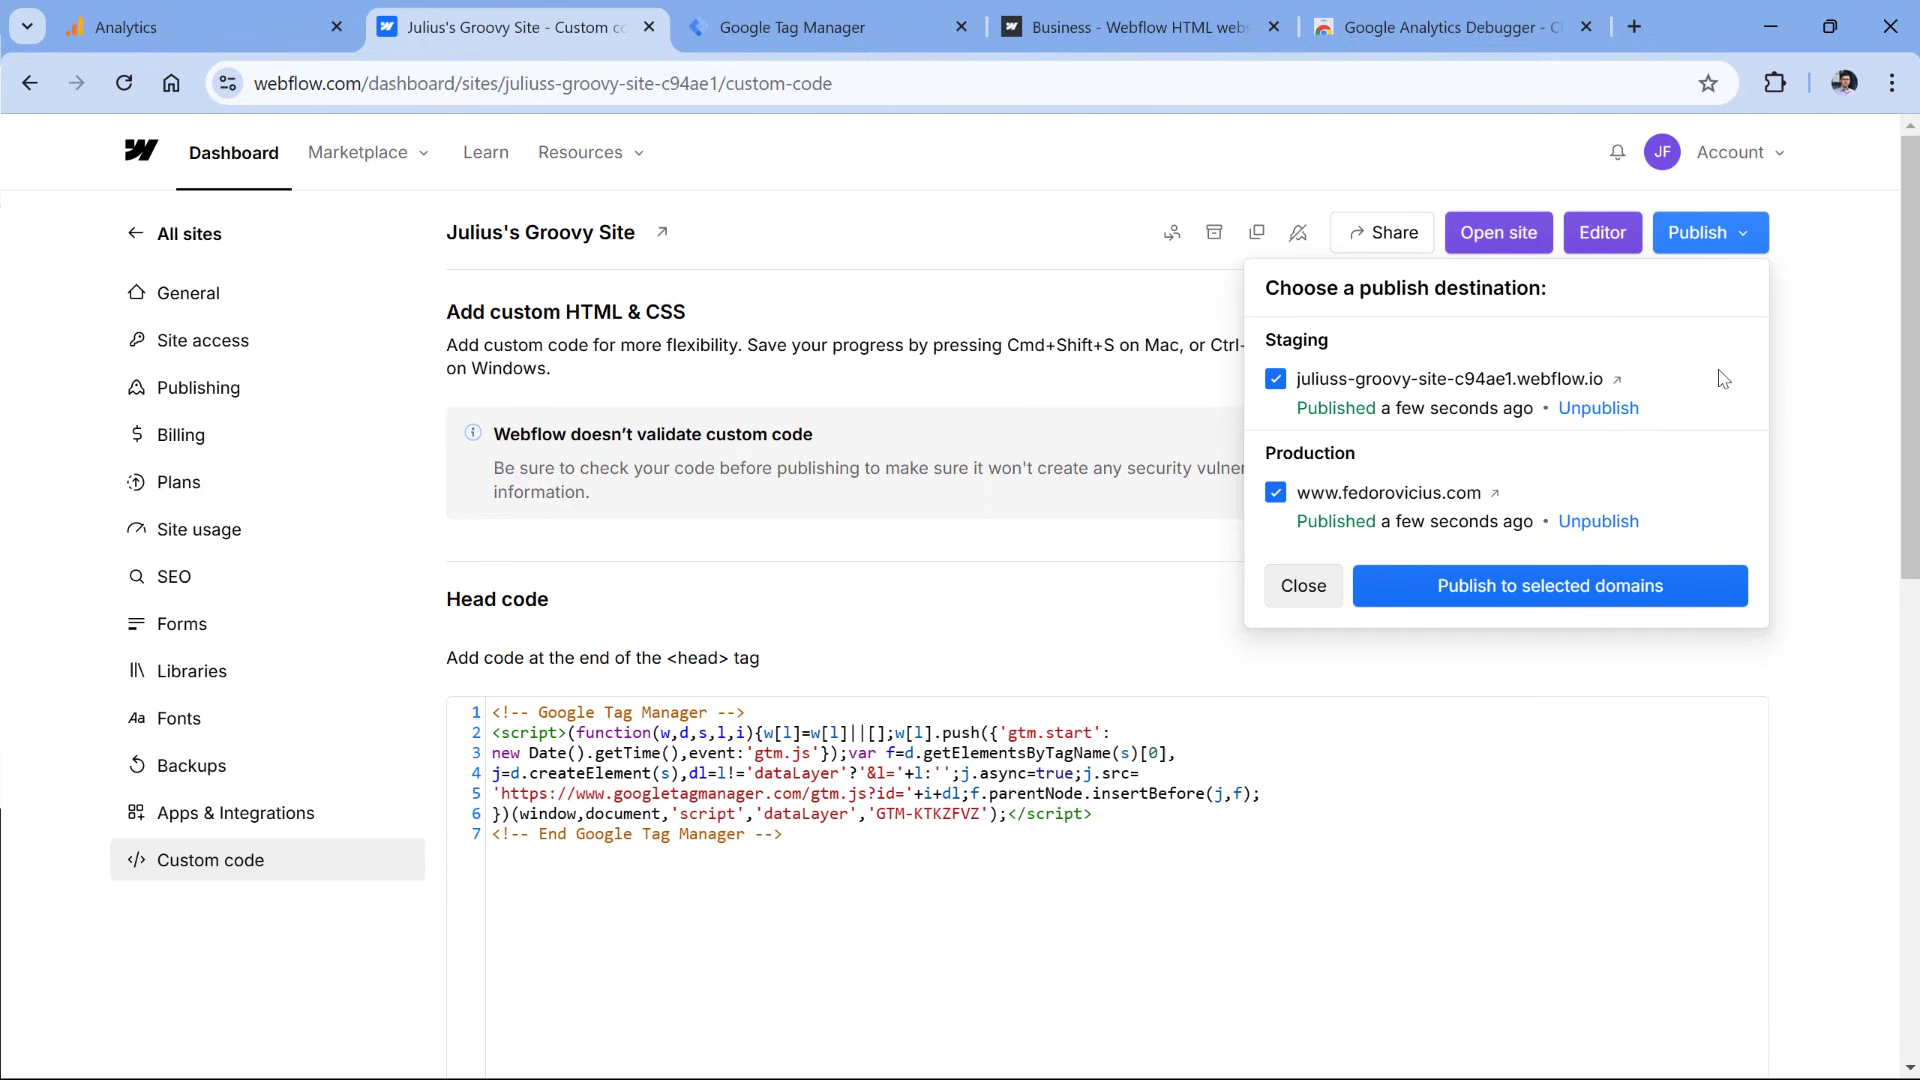 Analytics
Julius's Groovy Site - Custom co
Google Tag Manager
Business - Webflow HTML webs
Google Analytics Debugger - C
webflow.com/dashboard/sites/juliuss-groovy-site-c94ae1/custom-code
Dashboard
Marketplace
Learn
Resources
JF
Account
All sites
General
Site access
Publishing
Billing
Plans
Site usage
SEO
Forms
Libraries
Fonts
Backups
Apps & Integrations
Custom code
Julius's Groovy Site
Share
Open site
Editor
Publish
Add custom HTML & CSS
Add custom code for more flexibility. Save your progress by pressing Cmd+Shift+S on Mac, or Ctrl-
on Windows.
Webflow doesn't validate custom code
Be sure to check your code before publishing to make sure it won't create any security vulner
information.
Choose a publish destination:
Staging
juliuss-groovy-site-c94ae1.webflow.io
Published a few seconds ago • Unpublish
Production
www.fedorovicius.com
Published a few seconds ago • Unpublish
Close
Publish to selected domains
Head code
Add code at the end of the <head> tag
1 <!-- Google Tag Manager -->
2 <script>(function(w,d,s,l,i){w[l]=w[l]||[];w[l].push({'gtm.start':
3 new Date().getTime(),event:'gtm.js'});var f=d.getElementsByTagName(s)[0],
4 j=d.createElement(s),dl=l!='dataLayer'?'&l='+l:'';j.async=true;j.src=
5 'https://www.googletagmanager.com/gtm.js?id='+i+dl;f.parentNode.insertBefore(j,f);
6 })(window,document,'script','dataLayer','GTM-KTKZFVZ');</script>
7 <!-- End Google Tag Manager -->